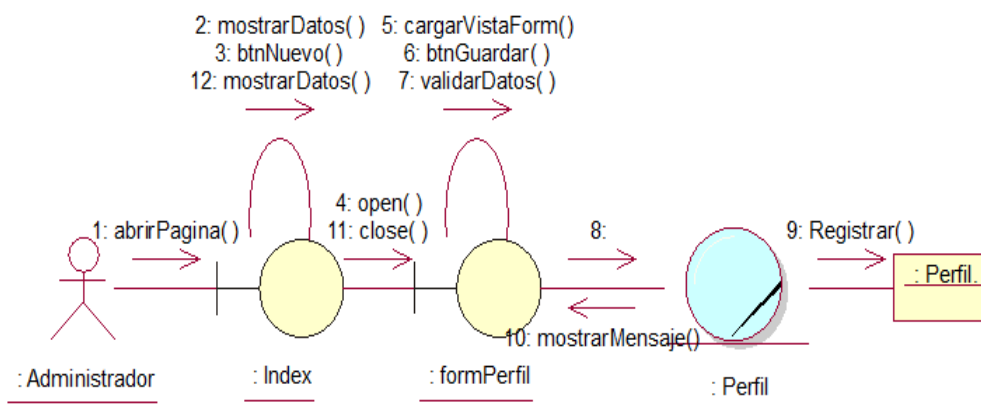 2: mostrarDatos( )
3: btnNuevo( )
12: mostrarDatos( )
5: cargarVistaForm()
6: btnGuardar( )
7: validarDatos( )
1: abrirPagina( )
4: open( )
11: close( )
8:
9: Registrar( )
: Perfil.
10: mostrarMensaje()
: Administrador
: Index
: formPerfil
: Perfil